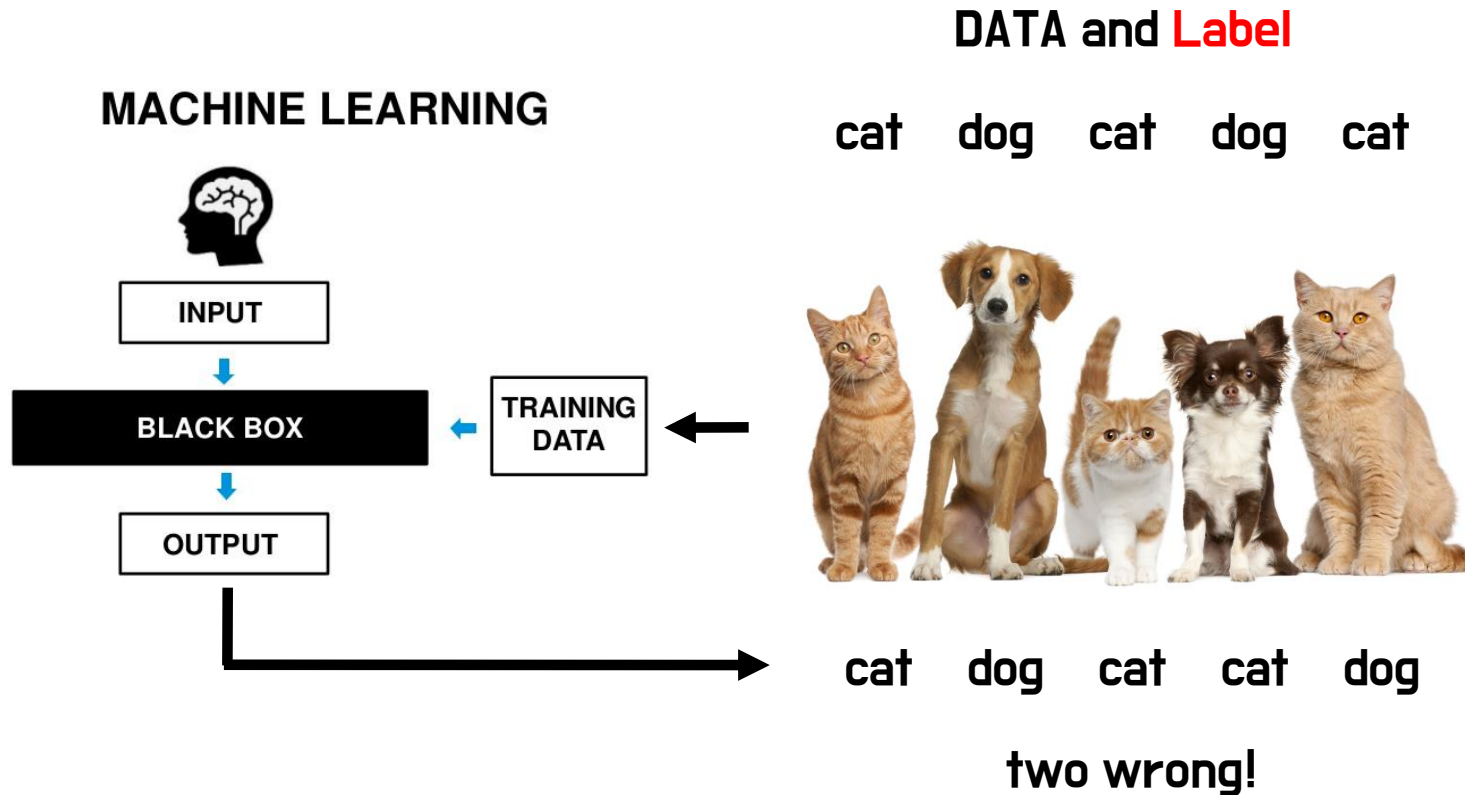 DATA and Label
MACHINE LEARNING
cat dog cat dog cat
INPUT
BLACK BOX
TRAINING
DATA
OUTPUT
cat dog cat cat dog
two wrong!